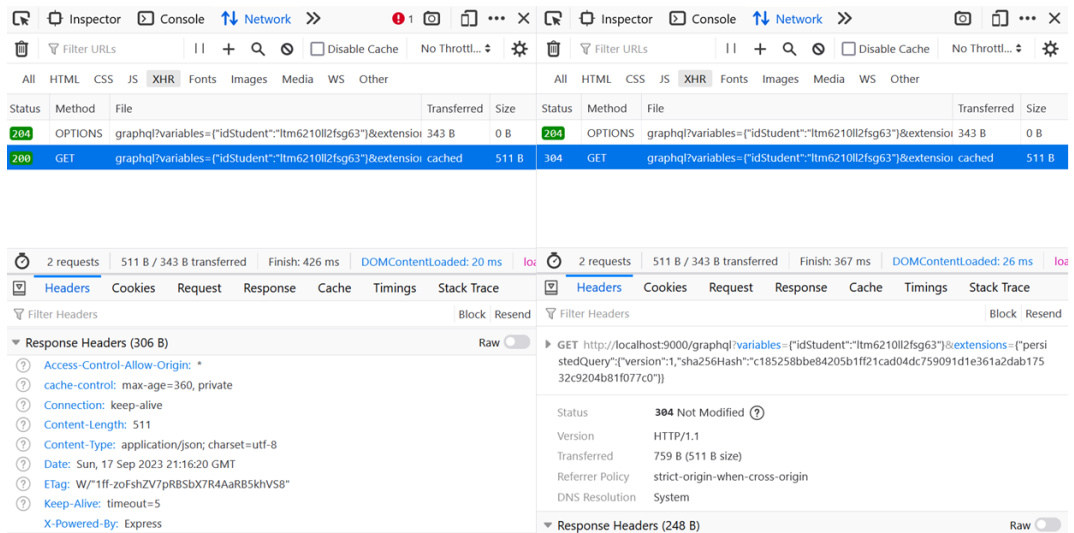 Inspector Console Network 1
Filter URLs Disable Cache No Throttl...
All HTML CSS JS XHR Fonts Images Media WS Other
Status Method File Transferred Size
204 OPTIONS graphql?variables={"idStudent":"ltm6210ll2fsg63"}&extension 343 B 0 B
200 GET graphql?variables={"idStudent":"ltm6210ll2fsg63"}&extension cached 511 B
2 requests 511 B / 343 B transferred Finish: 426 ms DOMContentLoaded: 20 ms loa
Headers Cookies Request Response Cache Timings Stack Trace
Filter Headers Block Resend
Response Headers (306 B) Raw
Access-Control-Allow-Origin: *
cache-control: max-age=360, private
Connection: keep-alive
Content-Length: 511
Content-Type: application/json; charset=utf-8
Date: Sun, 17 Sep 2023 21:16:20 GMT
ETag: W/"1ff-zoFshZV7pRBSbX7R4AaRB5khVS8"
Keep-Alive: timeout=5
X-Powered-By: Express
Inspector Console Network
Filter URLs Disable Cache No Throttl...
All HTML CSS JS XHR Fonts Images Media WS Other
Status Method File Transferred Size
204 OPTIONS graphql?variables={"idStudent":"ltm6210ll2fsg63"}&extension 343 B 0 B
304 GET graphql?variables={"idStudent":"ltm6210ll2fsg63"}&extension cached 511 B
2 requests 511 B / 343 B transferred Finish: 367 ms DOMContentLoaded: 26 ms loa
Headers Cookies Request Response Cache Timings Stack Trace
Filter Headers Block Resend
GET http://localhost:9000/graphql?variables={"idStudent":"ltm6210ll2fsg63"}&extensions={"persi
stedQuery":{"version":1,"sha256Hash":"c185258bbe84205b1ff21cad04dc759091d1e361a2dab175
32c9204b81f077c0"}}
Status 304 Not Modified
Version HTTP/1.1
Transferred 759 B (511 B size)
Referrer Policy strict-origin-when-cross-origin
DNS Resolution System
Response Headers (248 B) Raw